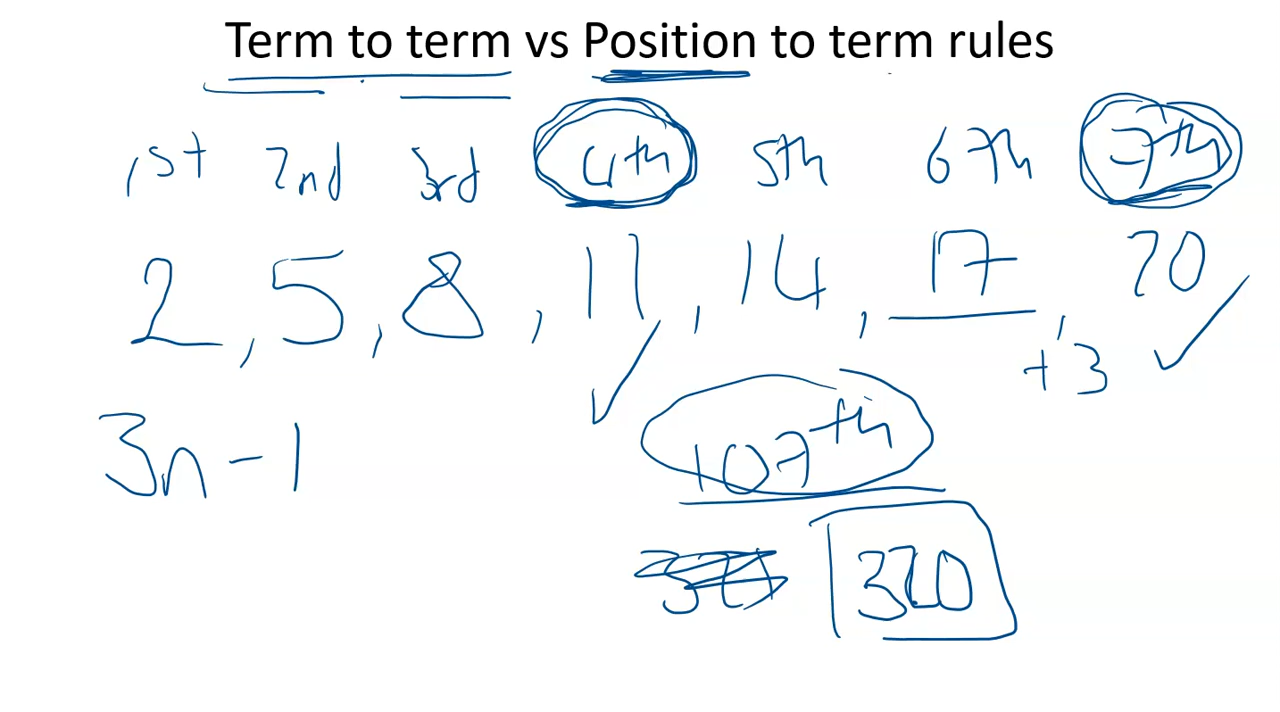 Term to term vs Position to term rules
1st 2nd 3rd 4th 5th 6th 7th
2, 5, 8, 11, 14, 17, 20
+3
3n-1
107th
320